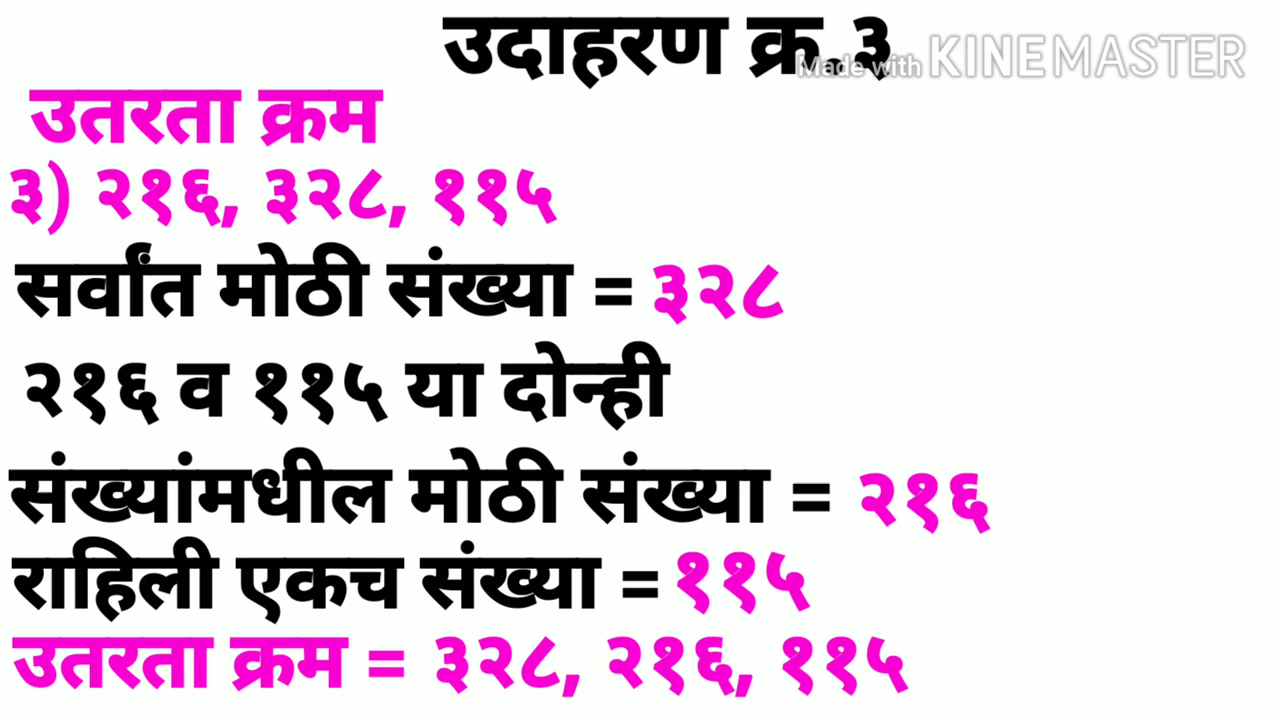 उदाहरण क्र.३
Made with KINEMASTER
उतरता क्रम
३) २१६, ३२८, ११५
सर्वांत मोठी संख्या = ३२८
२१६ व ११५ या दोन्ही
संख्यांमधील मोठी संख्या = २१६
राहिली एकच संख्या = ११५
उतरता क्रम = ३२८, २१६, ११५